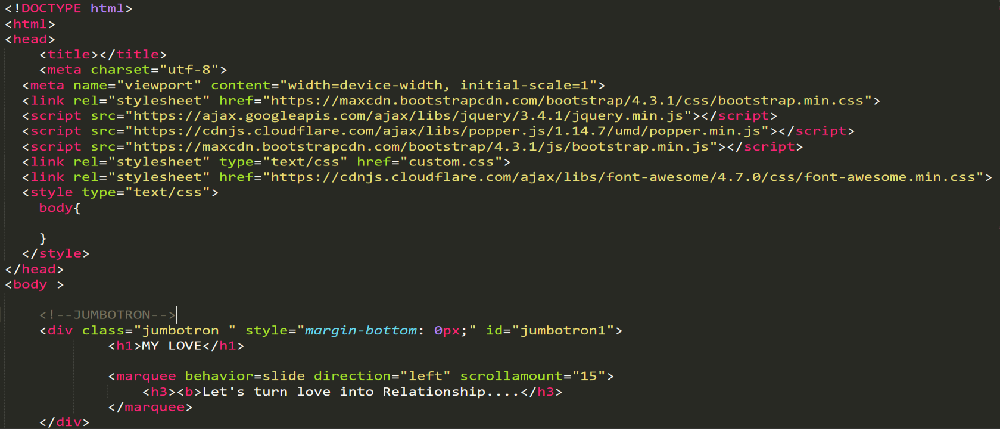 <!DOCTYPE html>
<html>
<head>
    <title></title>
    <meta charset="utf-8">
  <meta name="viewport" content="width=device-width, initial-scale=1">
  <link rel="stylesheet" href="https://maxcdn.bootstrapcdn.com/bootstrap/4.3.1/css/bootstrap.min.css">
  <script src="https://ajax.googleapis.com/ajax/libs/jquery/3.4.1/jquery.min.js"></script>
  <script src="https://cdnjs.cloudflare.com/ajax/libs/popper.js/1.14.7/umd/popper.min.js"></script>
  <script src="https://maxcdn.bootstrapcdn.com/bootstrap/4.3.1/js/bootstrap.min.js"></script>
  <link rel="stylesheet" type="text/css" href="custom.css">
  <link rel="stylesheet" href="https://cdnjs.cloudflare.com/ajax/libs/font-awesome/4.7.0/css/font-awesome.min.css">
  <style type="text/css">
    body{
    }
  </style>
</head>
<body >
    <!--JUMBOTRON-->
    <div class="jumbotron " style="margin-bottom: 0px;" id="jumbotron1">
            <h1>MY LOVE</h1>
            <marquee behavior=slide direction="left" scrollamount="15">
                <h3><b>Let's turn love into Relationship....</h3>
            </marquee>
    </div>